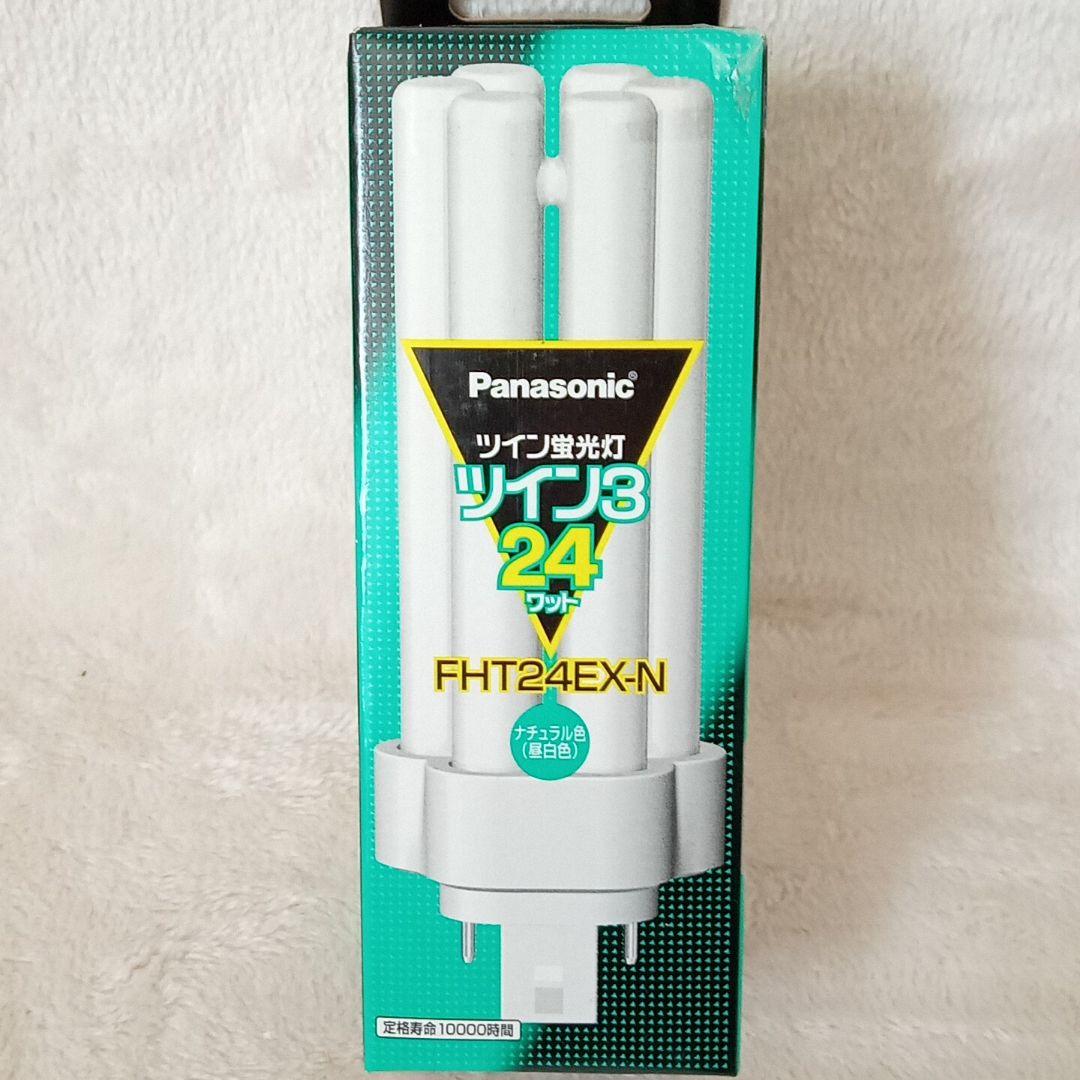 Panasonic®
ツイン蛍光灯
ツイン3
24
ワット
FHT24EX-N
ナチュラル色
(昼白色)
定格寿命10000時間